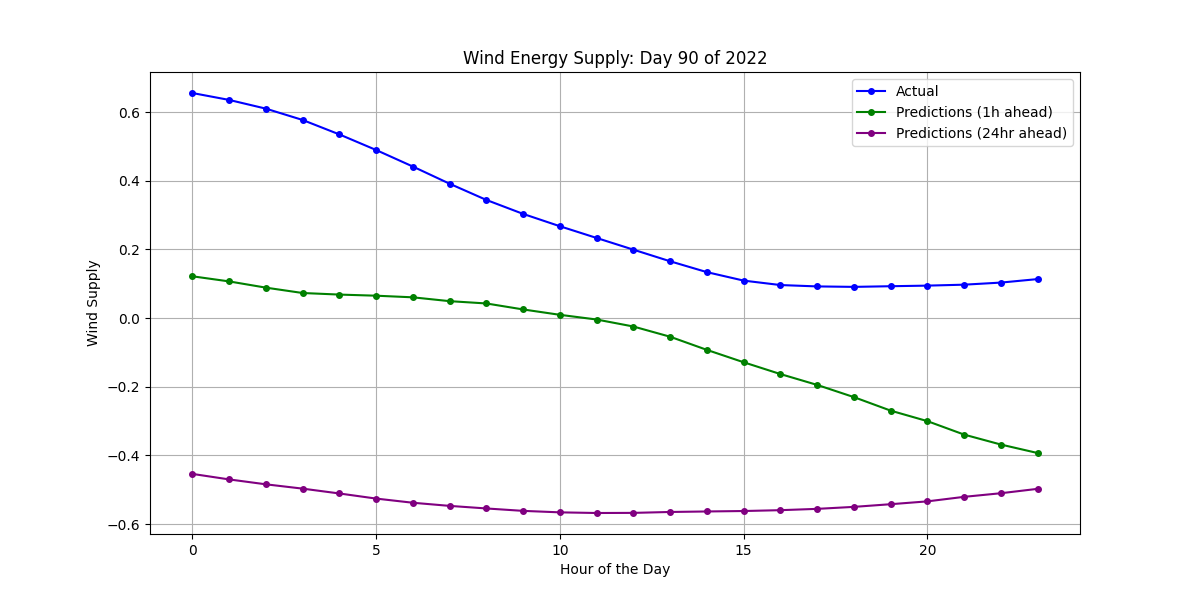 Wind Energy Supply: Day 90 of 2022
Actual
Predictions (1h ahead)
Predictions (24hr ahead)
Wind Supply
0.6
0.4
0.2
0.0
−0.2
−0.4
−0.6
0 5 10 15 20
Hour of the Day